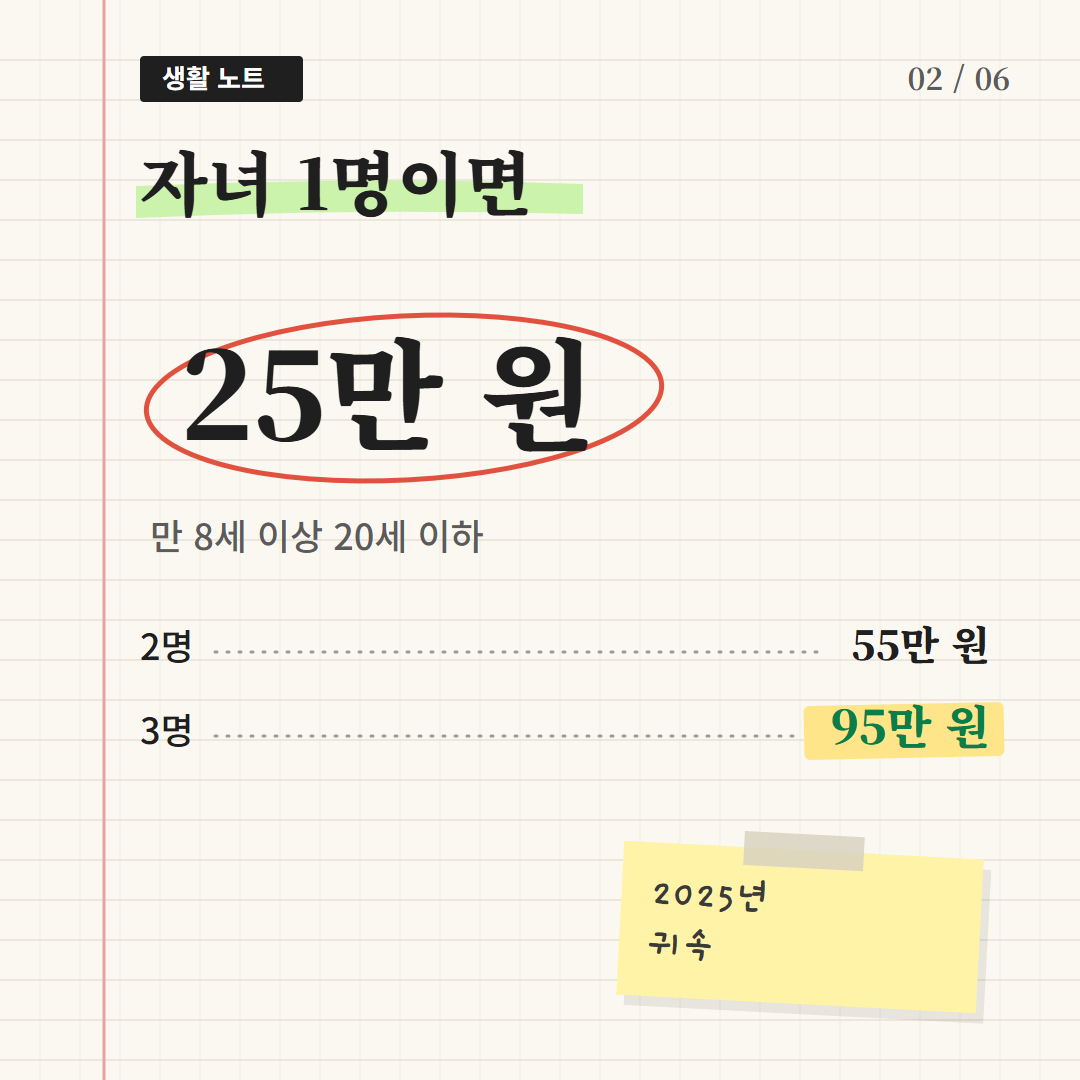 생활 노트
02 / 06
자녀 1명이면
25만 원
만 8세 이상 20세 이하
2명 55만 원
3명 95만 원
2025년
귀속